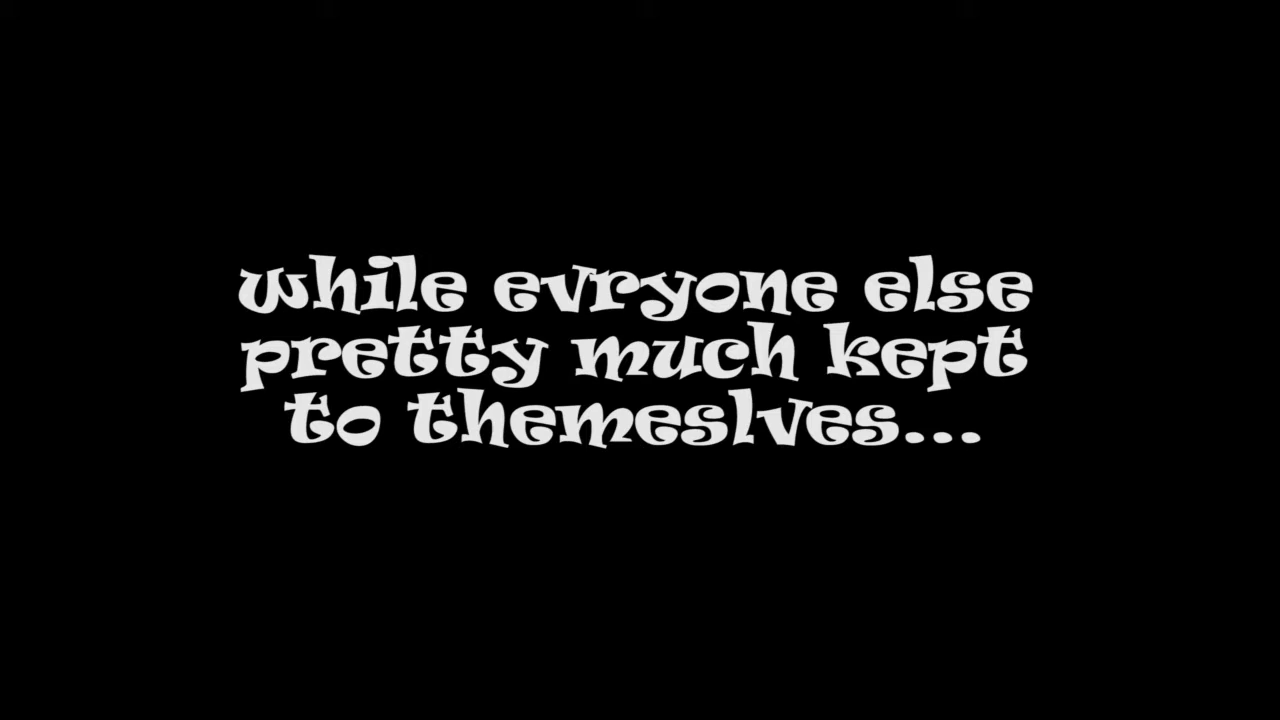 while evryone else
pretty much kept
to themeslves...